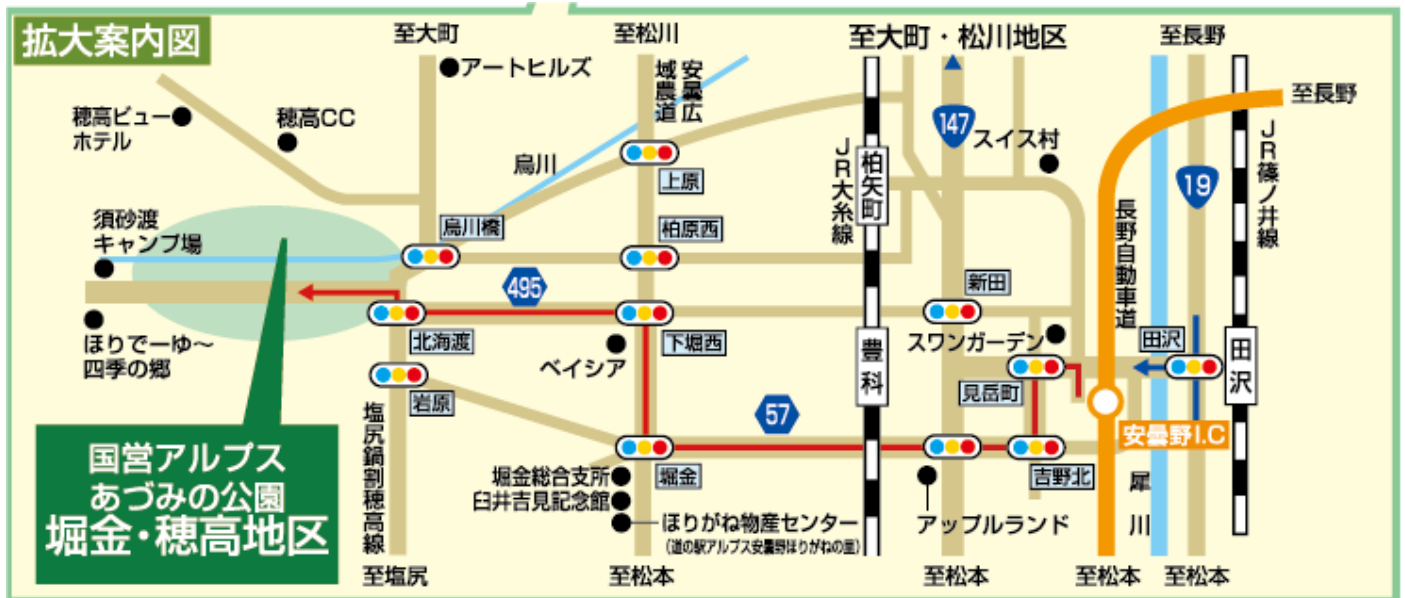 拡大案内図
至大町
至松川
至大町・松川地区
至長野
アートヒルズ
安曇広
域農道
至長野
穂高ビュー
ホテル
穂高CC
147
スイス村
烏川
上原
JR大糸線
柏矢町
19
JR篠ノ井線
須砂渡
キャンプ場
烏川橋
柏原西
長野自動車道
495
新田
北海渡
下堀西
スワンガーデン
田沢
田沢
ほりでーゆ〜
四季の郷
ベイシア
豊科
見岳町
岩原
57
安曇野I.C
塩尻鍋割穂高線
国営アルプス
あづみの公園
堀金・穂高地区
堀金総合支所
堀金
吉野北
臼井吉見記念館
ほりがね物産センター
(道の駅アルプス安曇野ほりがねの里)
アップルランド
犀川
至塩尻
至松本
至松本
至松本
至松本